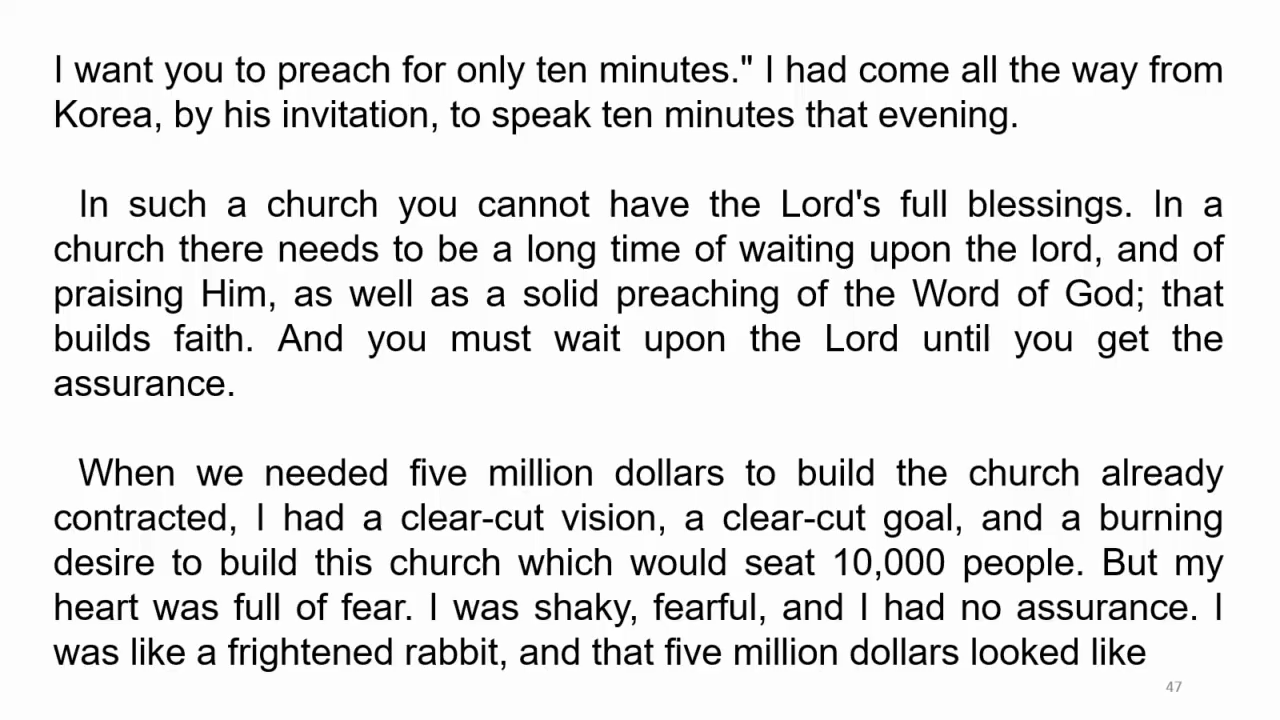 I want you to preach for only ten minutes." I had come all the way from
Korea, by his invitation, to speak ten minutes that evening.
In such a church you cannot have the Lord's full blessings. In a
church there needs to be a long time of waiting upon the lord, and of
praising Him, as well as a solid preaching of the Word of God; that
builds faith. And you must wait upon the Lord until you get the
assurance.
When we needed five million dollars to build the church already
contracted, I had a clear-cut vision, a clear-cut goal, and a burning
desire to build this church which would seat 10,000 people. But my
heart was full of fear. I was shaky, fearful, and I had no assurance. I
was like a frightened rabbit, and that five million dollars looked like
47